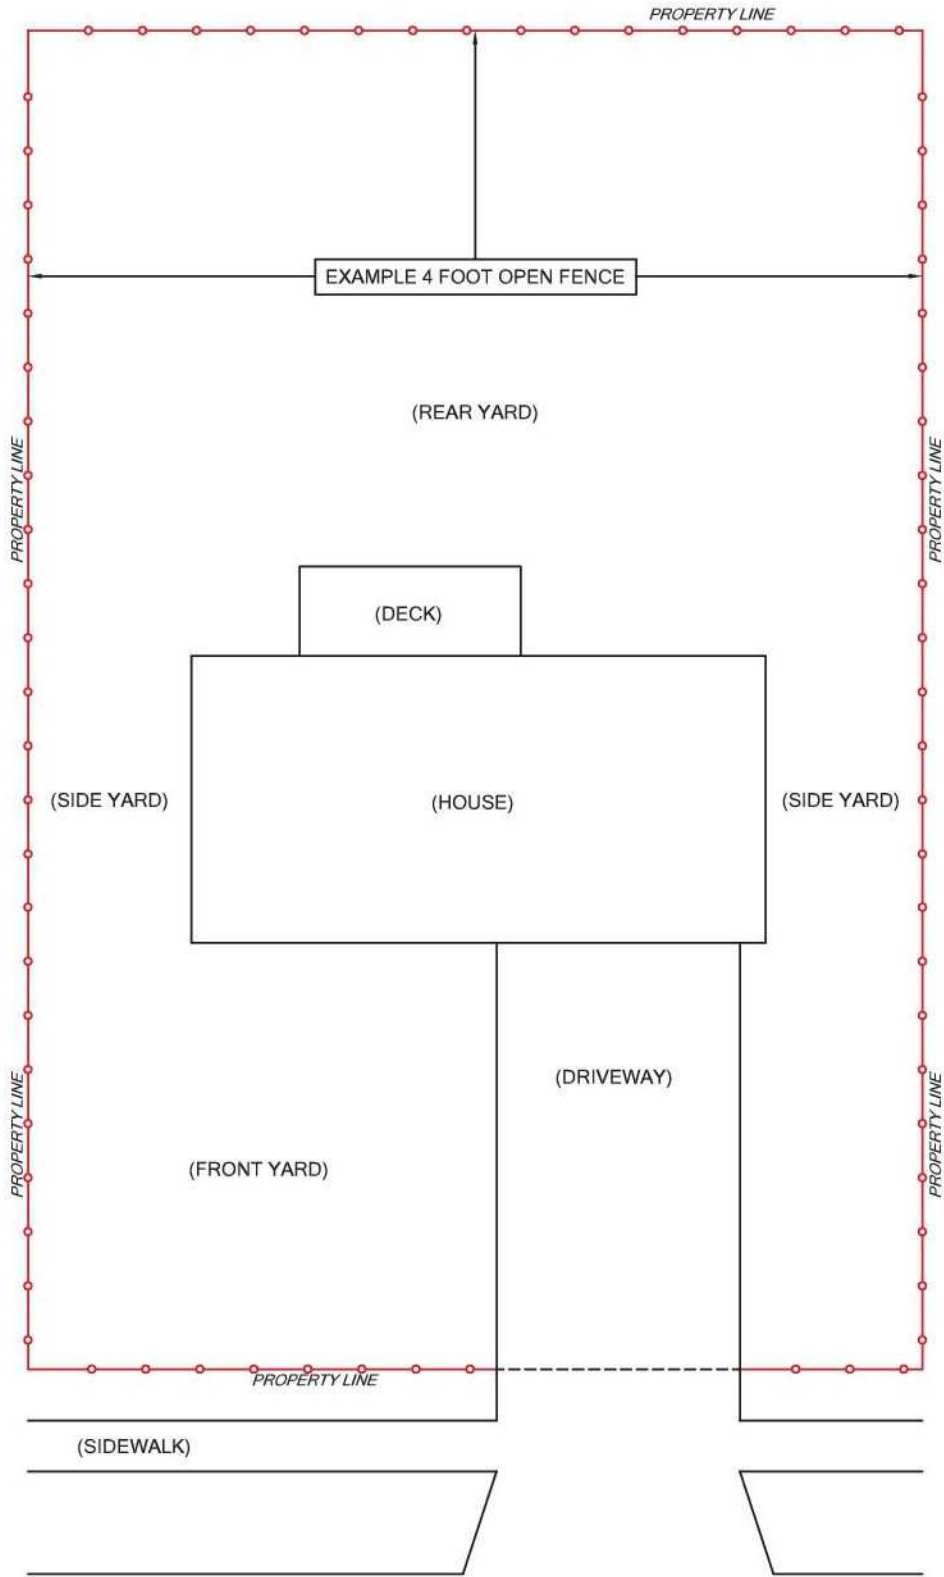 PROPERTY LINE
EXAMPLE 4 FOOT OPEN FENCE
(REAR YARD)
PROPERTY LINE
PROPERTY LINE
(DECK)
(SIDE YARD)
(HOUSE)
(SIDE YARD)
(DRIVEWAY)
PROPERTY LINE
PROPERTY LINE
(FRONT YARD)
PROPERTY LINE
(SIDEWALK)